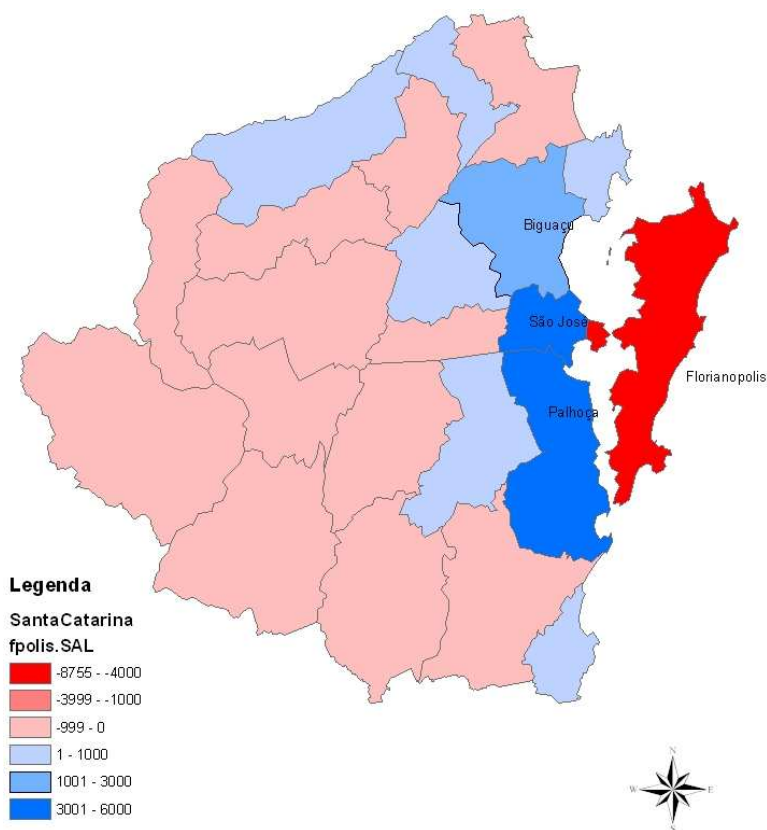 Biguaçu
São José
Florianopolis
Palhoça
Legenda
SantaCatarina
fpolis.SAL
-8755 - -4000
-3999 - -1000
-999 - 0
1 - 1000
1001 - 3000
3001 - 6000
N
W
E
S